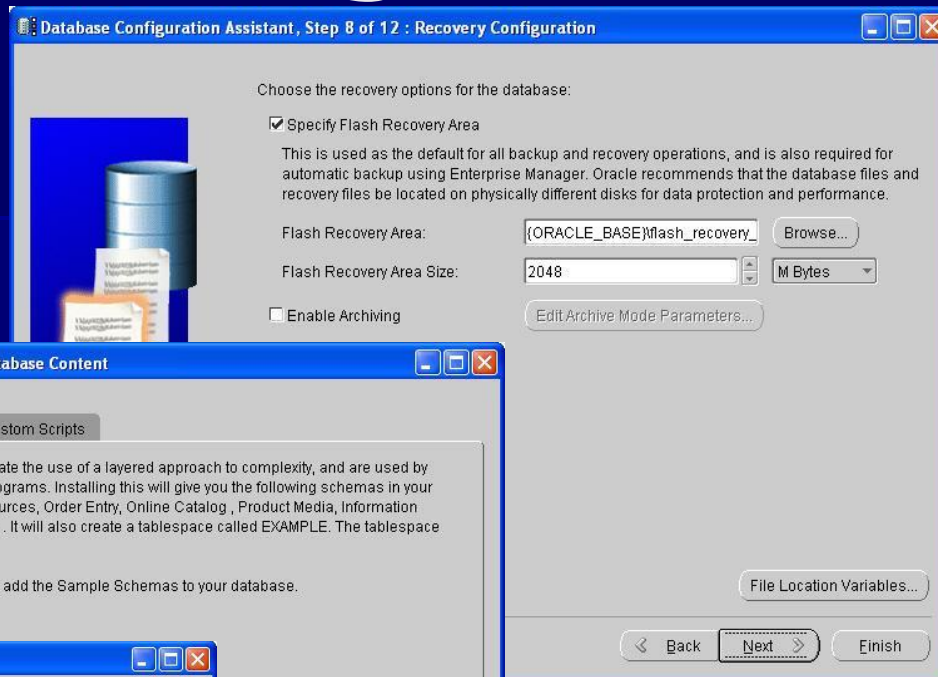 Database Configuration Assistant, Step 8 of 12 : Recovery Configuration
Choose the recovery options for the database:
Specify Flash Recovery Area
This is used as the default for all backup and recovery operations, and is also required for
automatic backup using Enterprise Manager. Oracle recommends that the database files and
recovery files be located on physically different disks for data protection and performance.
Flash Recovery Area: {ORACLE_BASE}\flash_recovery_ Browse...
Flash Recovery Area Size: 2048 M Bytes
Enable Archiving Edit Archive Mode Parameters...
tabase Content
stom Scripts
ate the use of a layered approach to complexity, and are used by
ograms. Installing this will give you the following schemas in your
urces, Order Entry, Online Catalog , Product Media, Information
. It will also create a tablespace called EXAMPLE. The tablespace
add the Sample Schemas to your database.
File Location Variables...
Back Next Finish